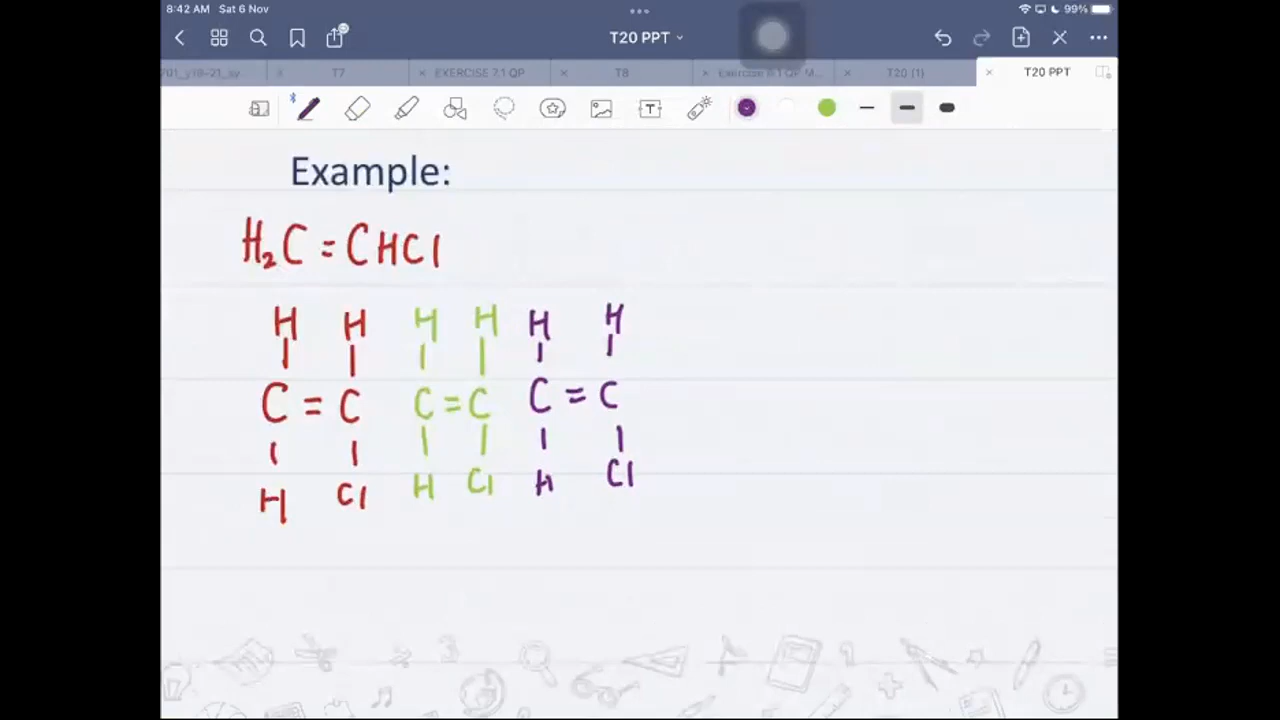 8:42 AM Sat 6 Nov
99%
T20 PPT
T7
EXERCISE 7.1 QP
T8
T20 (1)
T20 PPT
Example:
H₂C = CHCl
H H H H H H
C = C C = C C = C
H Cl H Cl H Cl